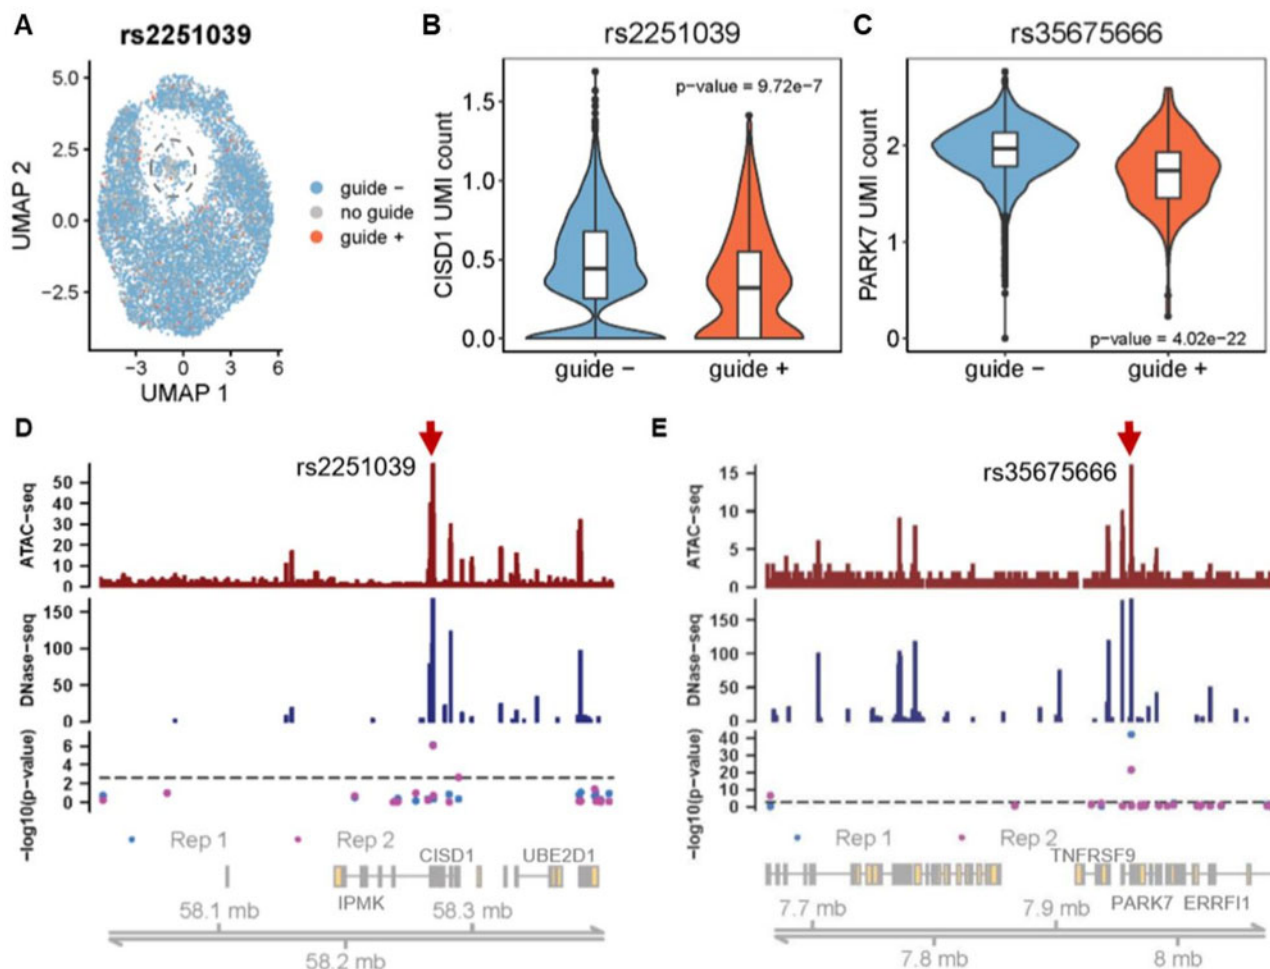 A
rs2251039
UMAP 2
5.0
2.5
0.0
−2.5
−3
0
3
6
UMAP 1
guide −
no guide
guide +
B
rs2251039
CISD1 UMI count
1.5
1.0
0.5
0.0
p−value = 9.72e−7
guide −
guide +
C
rs35675666
PARK7 UMI count
2
1
0
p−value = 4.02e−22
guide −
guide +
D
rs2251039
ATAC−seq
50
40
30
20
10
0
DNase−seq
150
100
50
0
−log10(p−value)
6
4
2
0
Rep 1
Rep 2
CISD1
UBE2D1
IPMK
58.1 mb
58.3 mb
58.2 mb
E
rs35675666
ATAC−seq
15
10
5
0
DNase−seq
150
100
50
0
−log10(p−value)
40
30
20
10
0
Rep 1
Rep 2
TNFRSF9
PARK7
ERRFI1
7.7 mb
7.9 mb
7.8 mb
8 mb